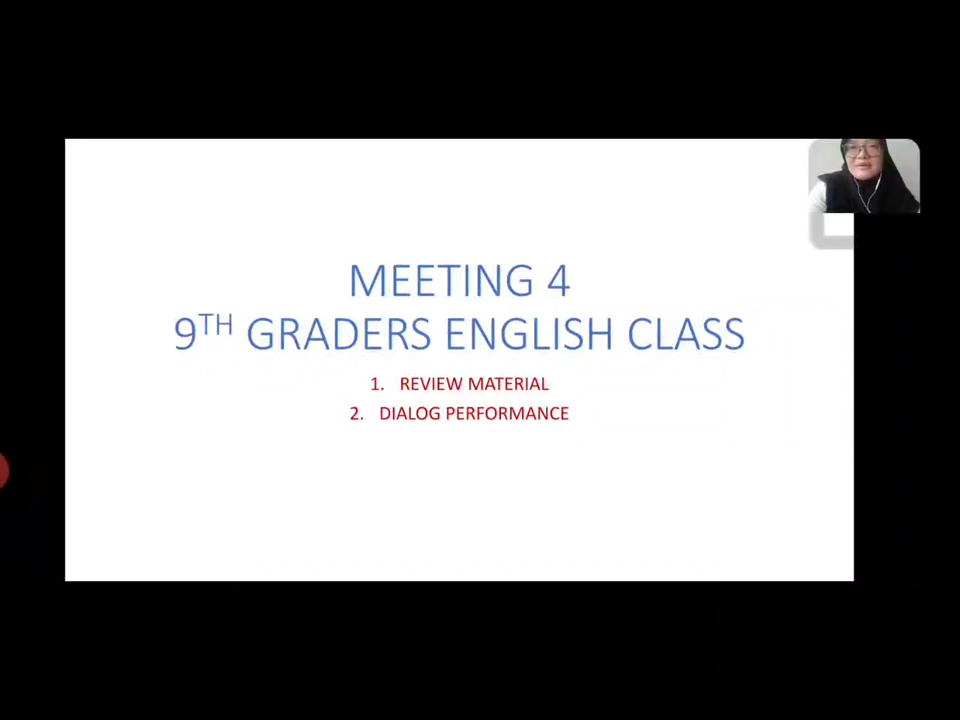 MEETING 4
9TH GRADERS ENGLISH CLASS
1. REVIEW MATERIAL
2. DIALOG PERFORMANCE